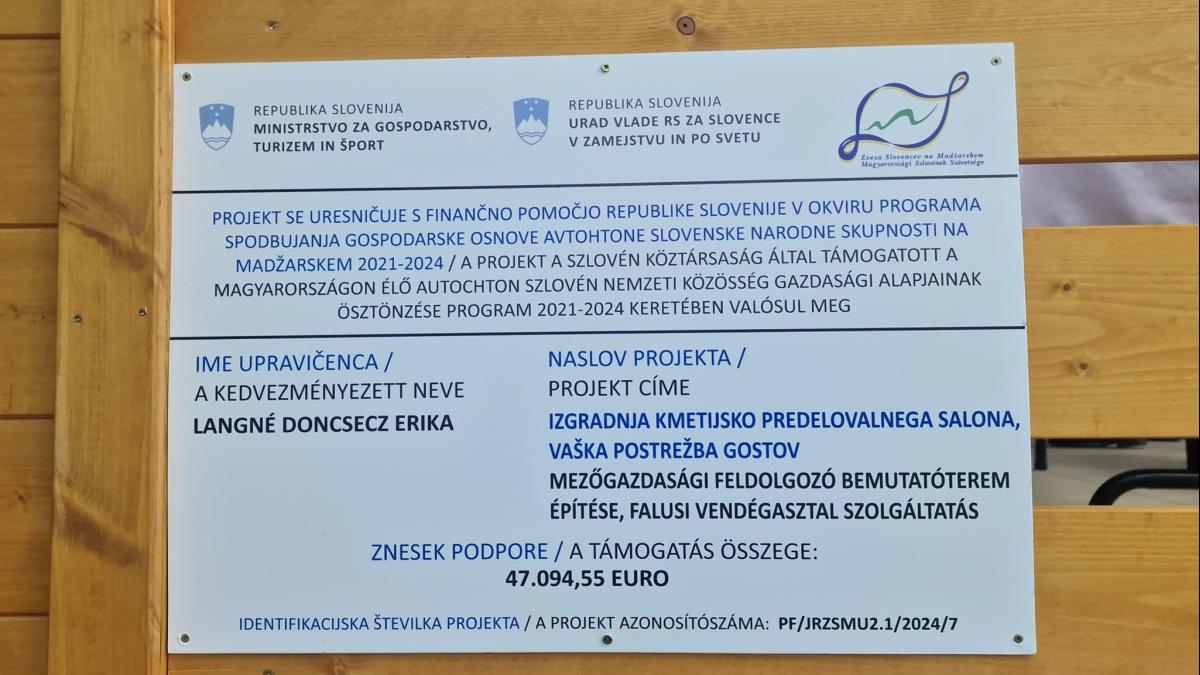 REPUBLIKA SLOVENIJA
MINISTRSTVO ZA GOSPODARSTVO,
TURIZEM IN ŠPORT
REPUBLIKA SLOVENIJA
URAD VLADE RS ZA SLOVENCE
V ZAMEJSTVU IN PO SVETU
Zveza Slovencev na Madžarskem
Magyarországi Szlovének Szövetsége
PROJEKT SE URESNIČUJE S FINANČNO POMOČJO REPUBLIKE SLOVENIJE V OKVIRU PROGRAMA
SPODBUJANJA GOSPODARSKE OSNOVE AVTOHTONE SLOVENSKE NARODNE SKUPNOSTI NA
MADŽARSKEM 2021-2024 / A PROJEKT A SZLOVÉN KÖZTÁRSASÁG ÁLTAL TÁMOGATOTT A
MAGYARORSZÁGON ÉLŐ AUTOCHTON SZLOVÉN NEMZETI KÖZÖSSÉG GAZDASÁGI ALAPJAINAK
ÖSZTÖNZÉSE PROGRAM 2021-2024 KERETÉBEN VALÓSUL MEG
IME UPRAVIČENCA /
A KEDVEZMÉNYEZETT NEVE
LANGNÉ DONCSECZ ERIKA
NASLOV PROJEKTA /
PROJEKT CÍME
IZGRADNJA KMETIJSKO PREDELOVALNEGA SALONA,
VAŠKA POSTREŽBA GOSTOV
MEZŐGAZDASÁGI FELDOLGOZÓ BEMUTATÓTEREM
ÉPÍTÉSE, FALUSI VENDÉGASZTAL SZOLGÁLTATÁS
ZNESEK PODPORE / A TÁMOGATÁS ÖSSZEGE:
47.094,55 EURO
IDENTIFIKACIJSKA ŠTEVILKA PROJEKTA / A PROJEKT AZONOSÍTÓSZÁMA: PF/JRZSMU2.1/2024/7